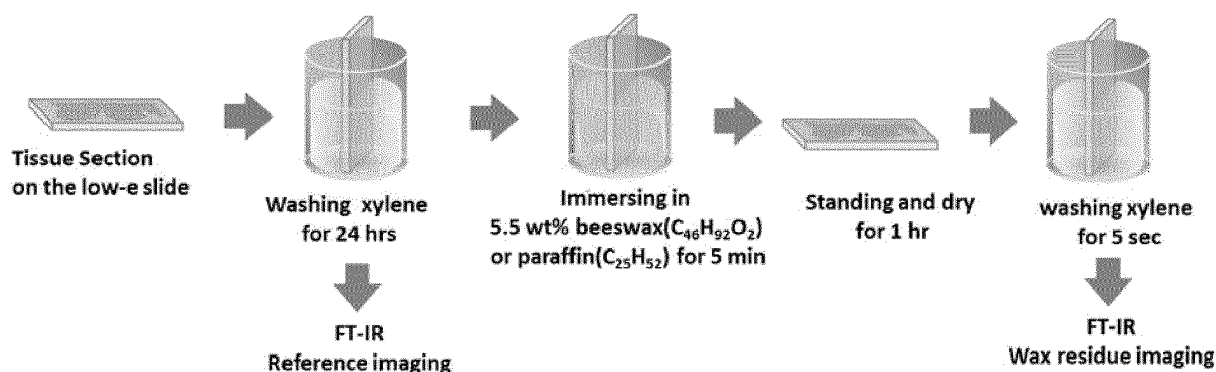 Tissue Section
on the low-e slide
Washing xylene
for 24 hrs
FT-IR
Reference imaging
Immersing in
5.5 wt% beeswax(C₄₆H₉₂O₂)
or paraffin(C₂₅H₅₂) for 5 min
Standing and dry
for 1 hr
washing xylene
for 5 sec
FT-IR
Wax residue imaging